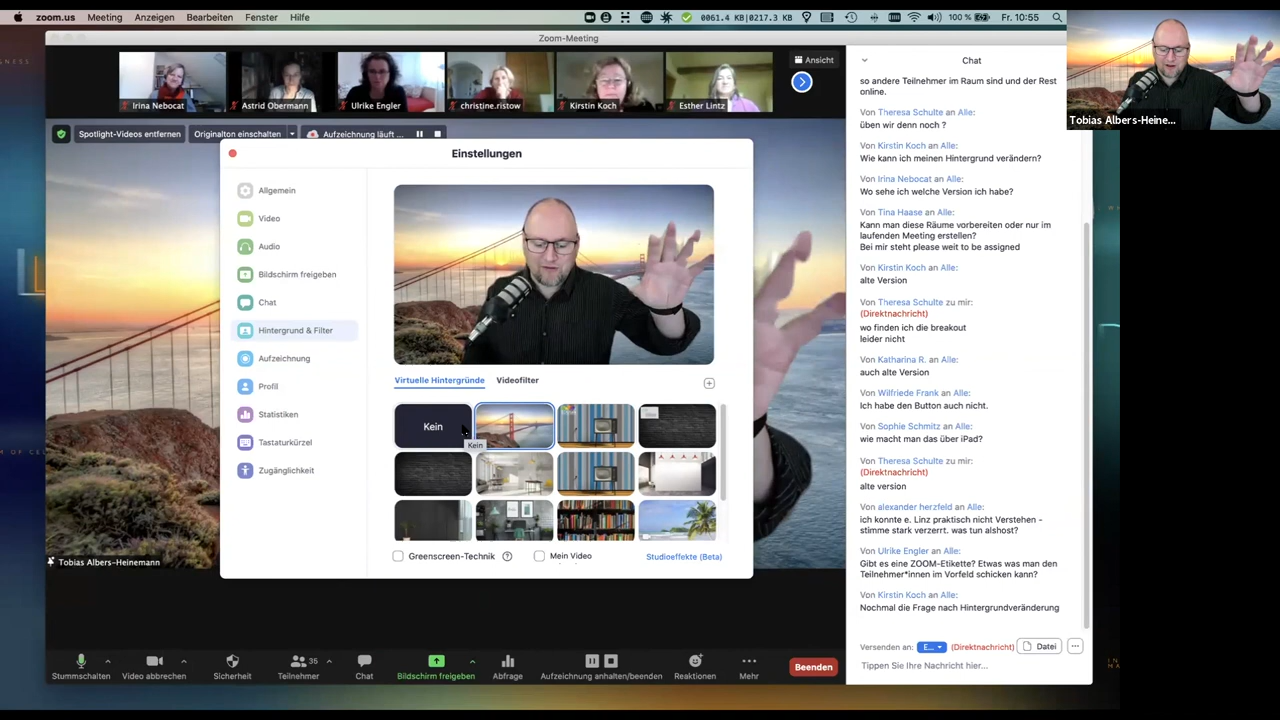 zoom.us Meeting Anzeigen Bearbeiten Fenster Hilfe
0061.4 KB|0217.3 KB
100 %
Fr. 10:55
Zoom-Meeting
Irina Nebocat
Astrid Obermann
Ulrike Engler
christine.ristow
Kirstin Koch
Esther Lintz
Ansicht
Tobias Albers-Heine...
Spotlight-Videos entfernen
Originalton einschalten
Aufzeichnung läuft ...
Einstellungen
Allgemein
Video
Audio
Bildschirm freigeben
Chat
Hintergrund & Filter
Aufzeichnung
Profil
Statistiken
Tastaturkürzel
Zugänglichkeit
Virtuelle Hintergründe
Videofilter
Kein
Kein
Greenscreen-Technik
Mein Video
Studioeffekte (Beta)
Tobias Albers-Heinemann
Chat
so andere Teilnehmer im Raum sind und der Rest
online.
Von Theresa Schulte an Alle:
üben wir denn noch ?
Von Kirstin Koch an Alle:
Wie kann ich meinen Hintergrund verändern?
Von Irina Nebocat an Alle:
Wo sehe ich welche Version ich habe?
Von Tina Haase an Alle:
Kann man diese Räume vorbereiten oder nur im
laufenden Meeting erstellen?
Bei mir steht please weit to be assigned
Von Kirstin Koch an Alle:
alte Version
Von Theresa Schulte zu mir:
(Direktnachricht)
wo finden ich die breakout
leider nicht
Von Katharina R. an Alle:
auch alte Version
Von Wilfriede Frank an Alle:
Ich habe den Button auch nicht.
Von Sophie Schmitz an Alle:
wie macht man das über iPad?
Von Theresa Schulte zu mir:
(Direktnachricht)
alte version
Von alexander herzfeld an Alle:
ich konnte e. Linz praktisch nicht Verstehen -
stimme stark verzerrt. was tun alshost?
Von Ulrike Engler an Alle:
Gibt es eine ZOOM-Etikette? Etwas was man den
Teilnehmer*innen im Vorfeld schicken kann?
Von Kirstin Koch an Alle:
Nochmal die Frage nach Hintergrundveränderung
Versenden an: E... (Direktnachricht) Datei
Tippen Sie Ihre Nachricht hier...
Stummschalten
Video abbrechen
Sicherheit
35
Teilnehmer
Chat
Bildschirm freigeben
Abfrage
Aufzeichnung anhalten/beenden
Reaktionen
Mehr
Beenden